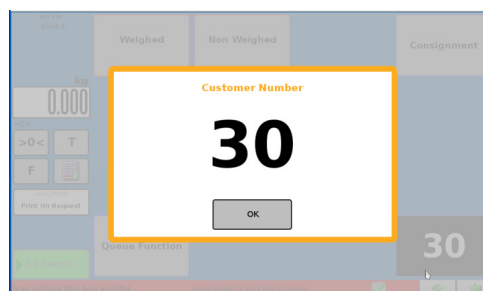 Weighed
Non Weighed
Consignment
kg
0.000
>0<
T
F
Print On Request
Customer Number
30
OK
Queue Function
30